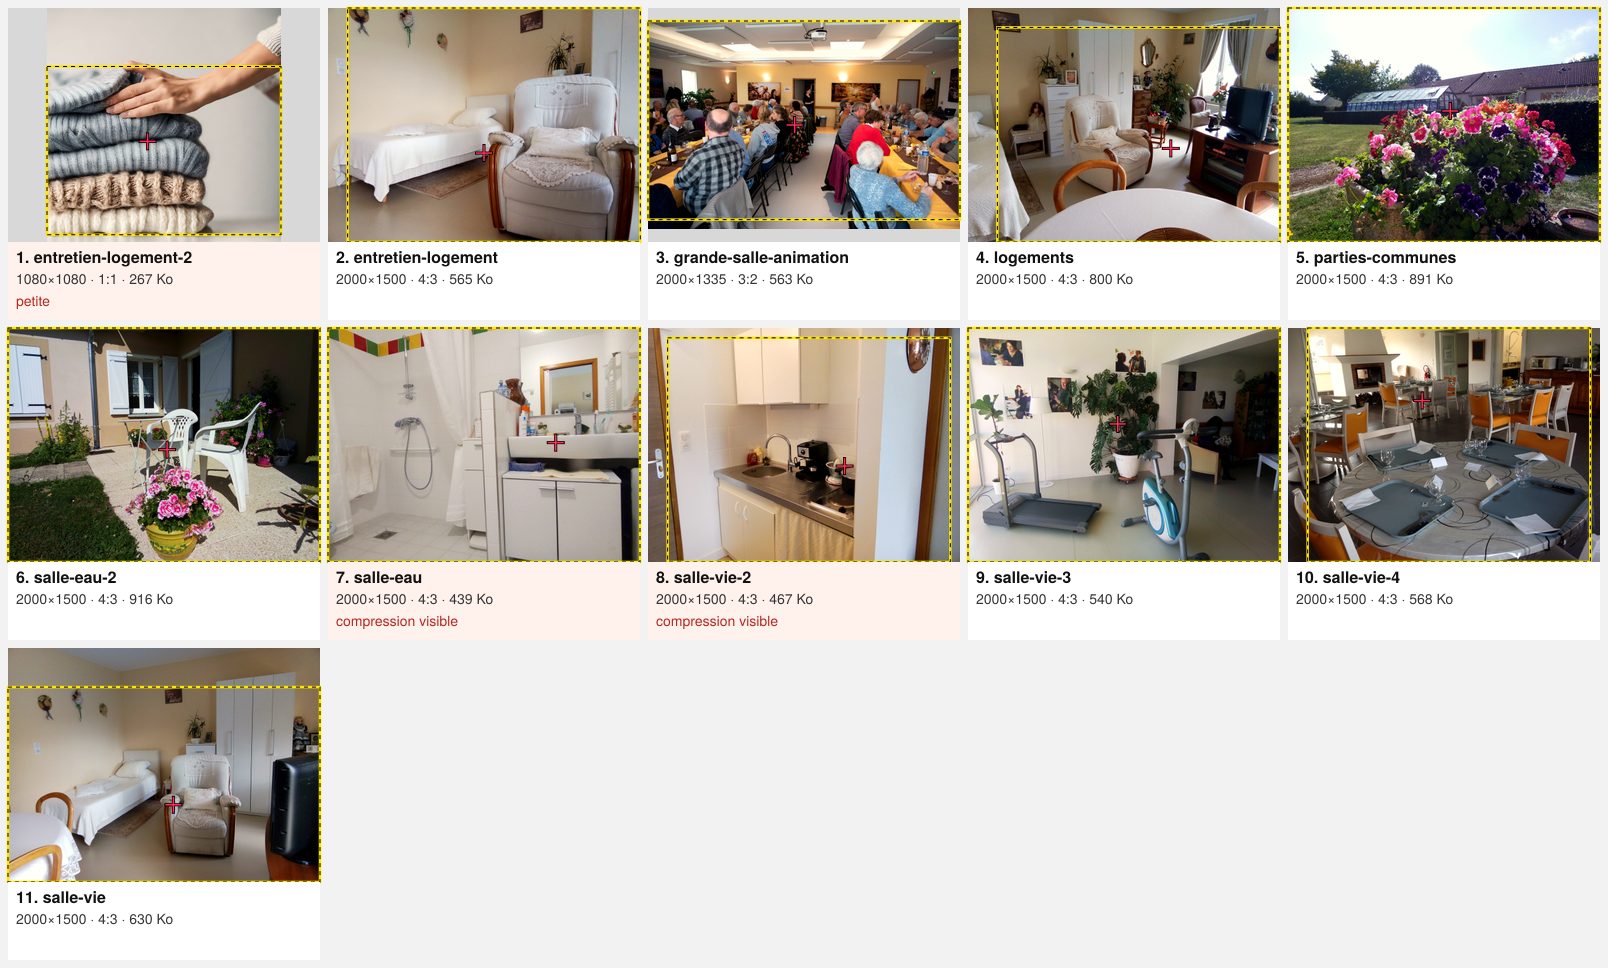 1. entretien-logement-2
1080×1080 · 1:1 · 267 Ko
petite
2. entretien-logement
2000×1500 · 4:3 · 565 Ko
3. grande-salle-animation
2000×1335 · 3:2 · 563 Ko
4. logements
2000×1500 · 4:3 · 800 Ko
5. parties-communes
2000×1500 · 4:3 · 891 Ko
6. salle-eau-2
2000×1500 · 4:3 · 916 Ko
7. salle-eau
2000×1500 · 4:3 · 439 Ko
compression visible
8. salle-vie-2
2000×1500 · 4:3 · 467 Ko
compression visible
9. salle-vie-3
2000×1500 · 4:3 · 540 Ko
10. salle-vie-4
2000×1500 · 4:3 · 568 Ko
11. salle-vie
2000×1500 · 4:3 · 630 Ko